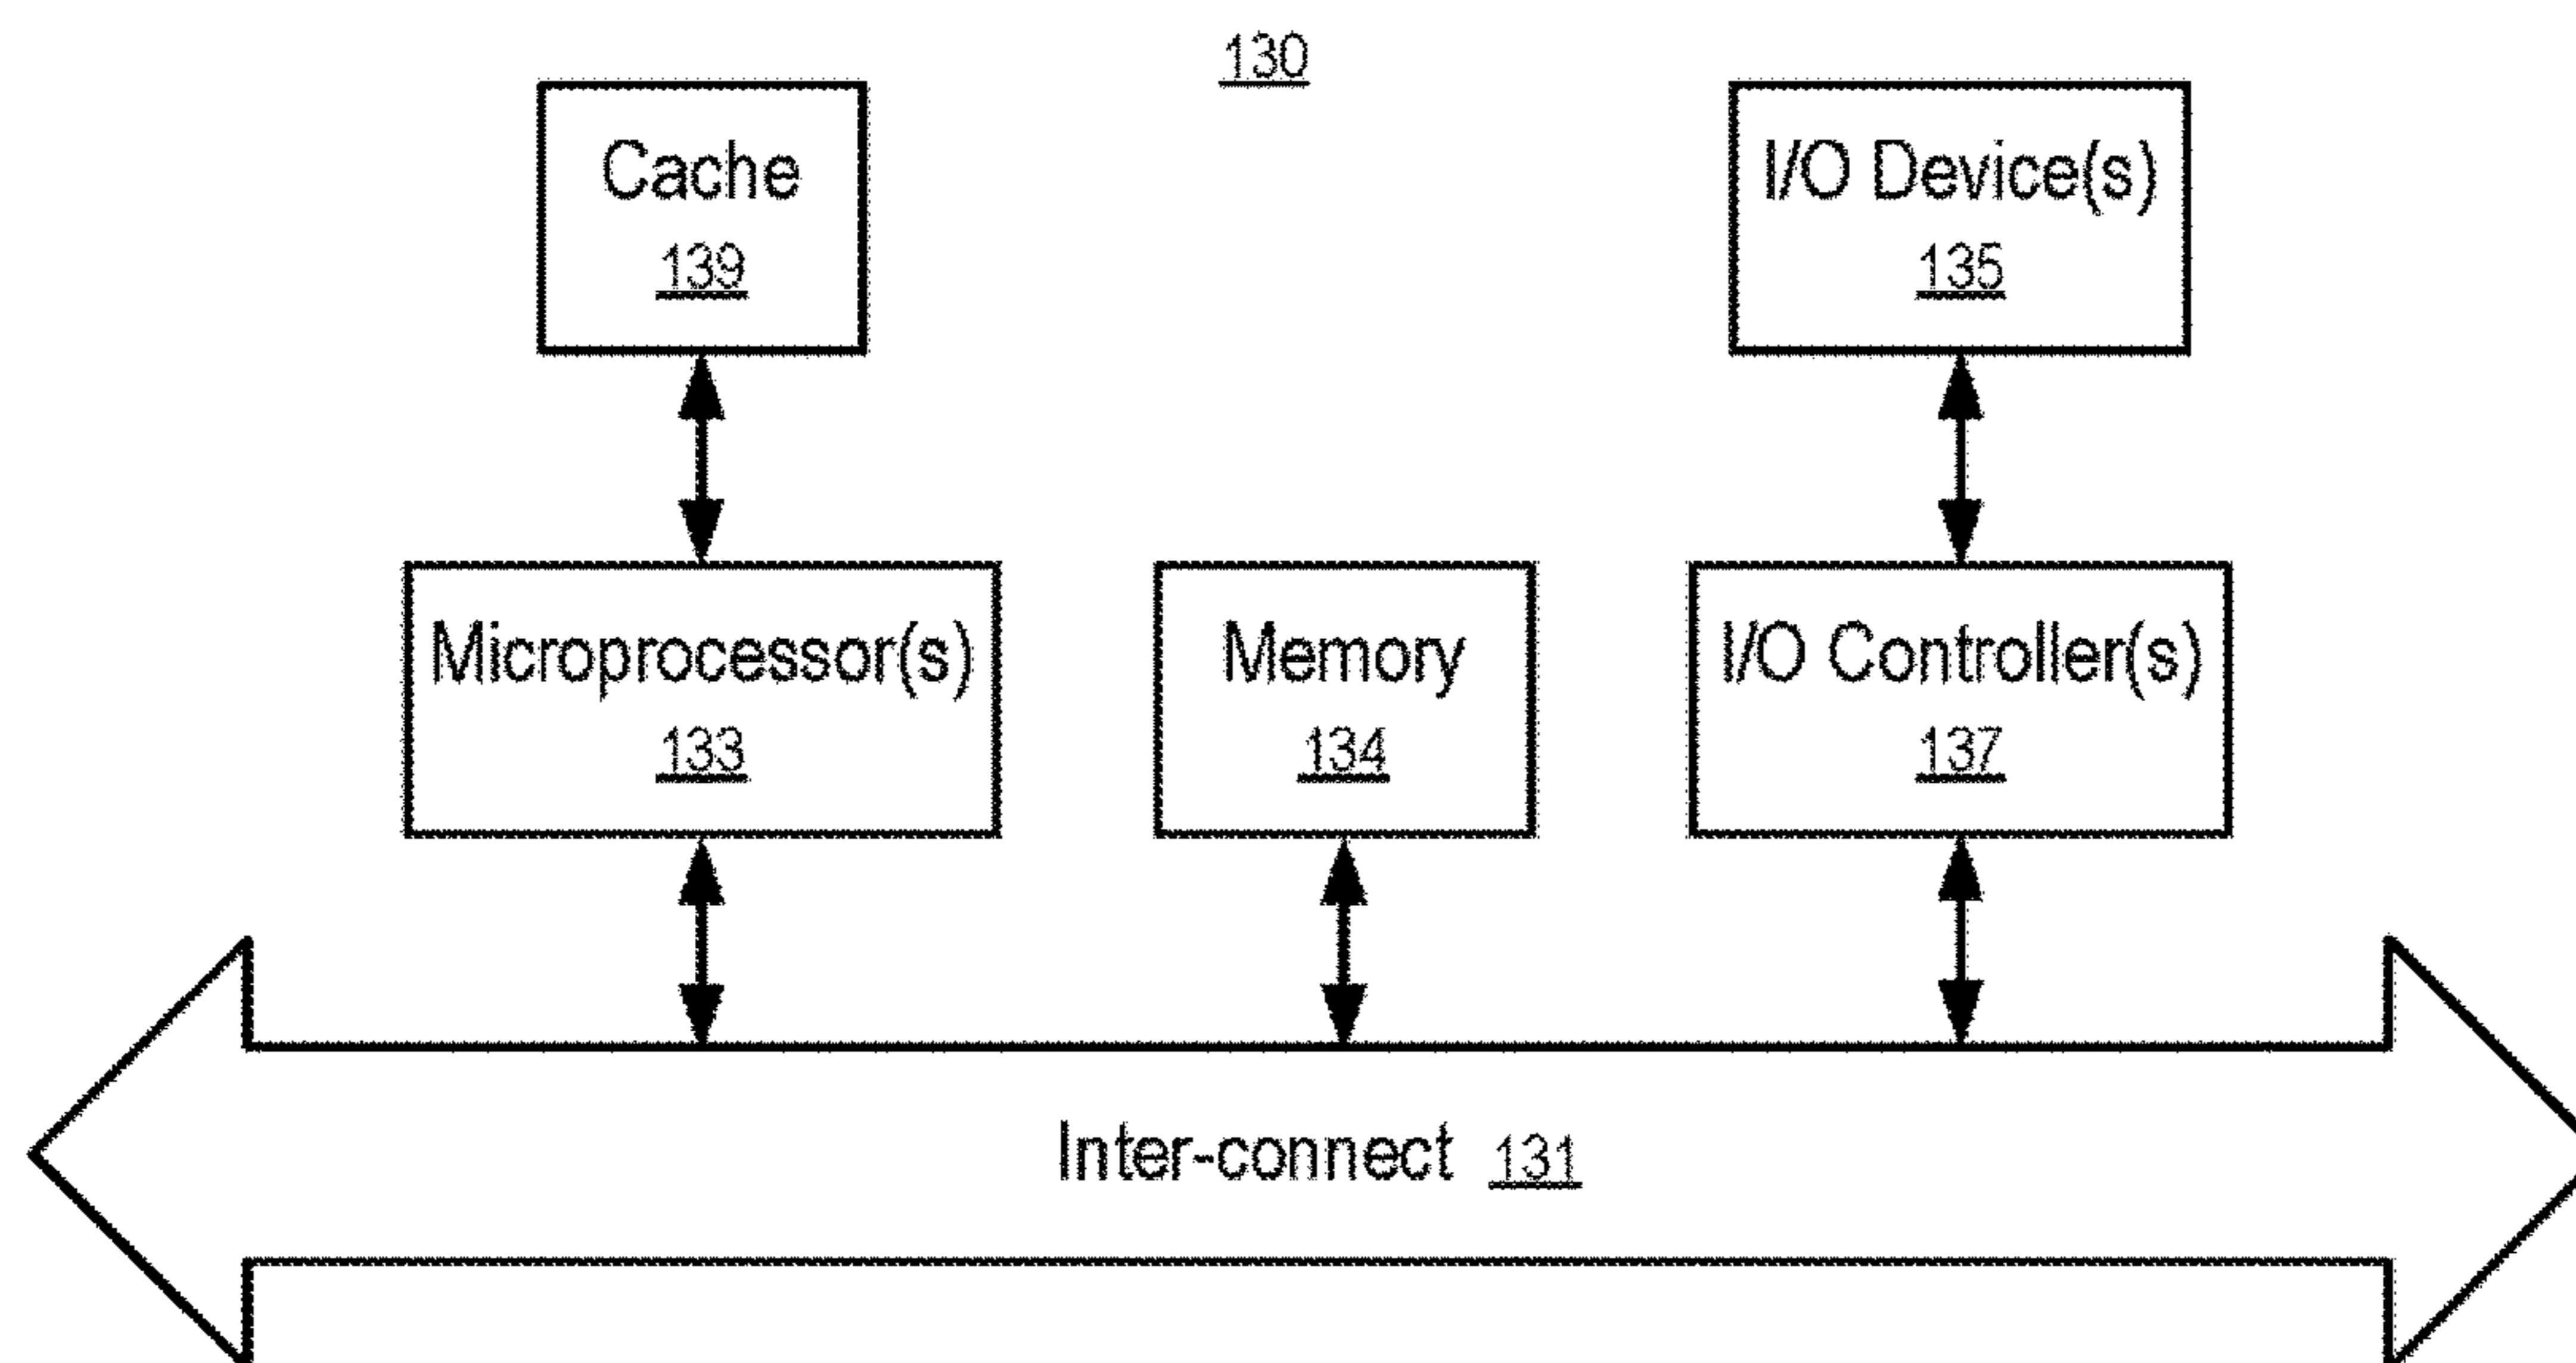 130
Cache
139
I/O Device(s)
135
Microprocessor(s)
133
Memory
134
I/O Controller(s)
137
Inter-connect 131